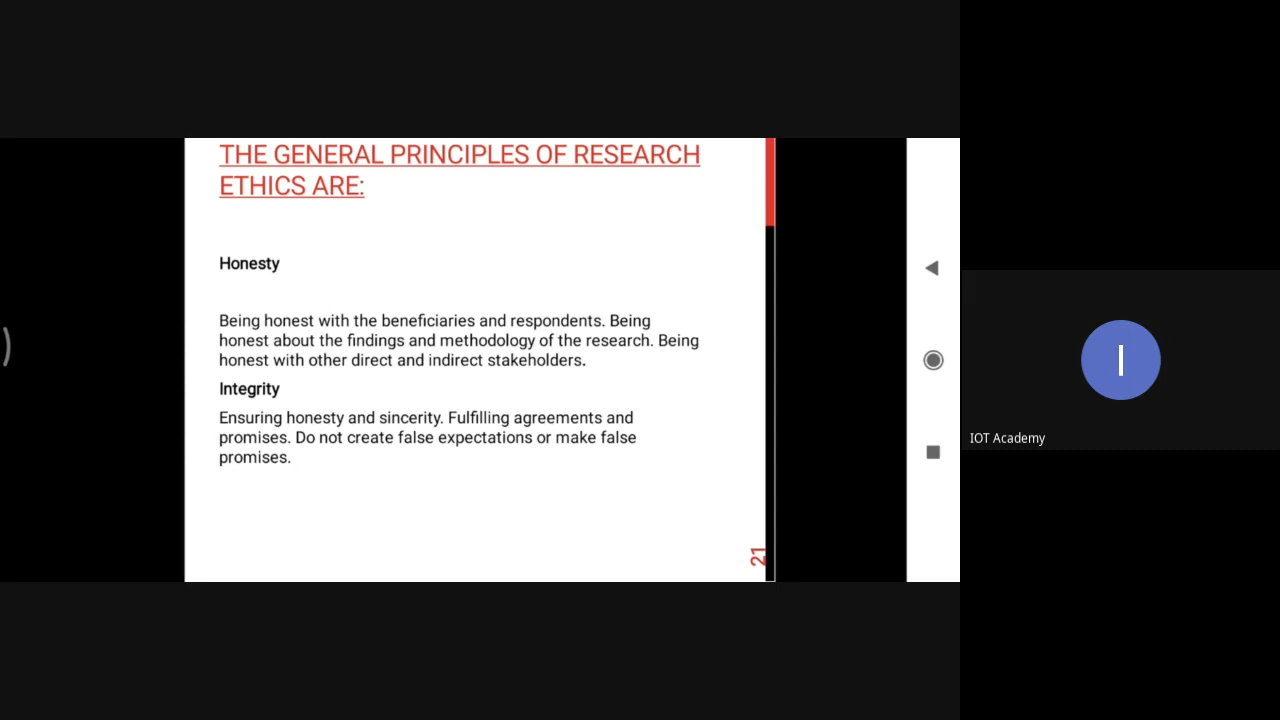 THE GENERAL PRINCIPLES OF RESEARCH
ETHICS ARE:
Honesty
Being honest with the beneficiaries and respondents. Being
honest about the findings and methodology of the research. Being
honest with other direct and indirect stakeholders.
Integrity
Ensuring honesty and sincerity. Fulfilling agreements and
promises. Do not create false expectations or make false
promises.
21
I
IOT Academy